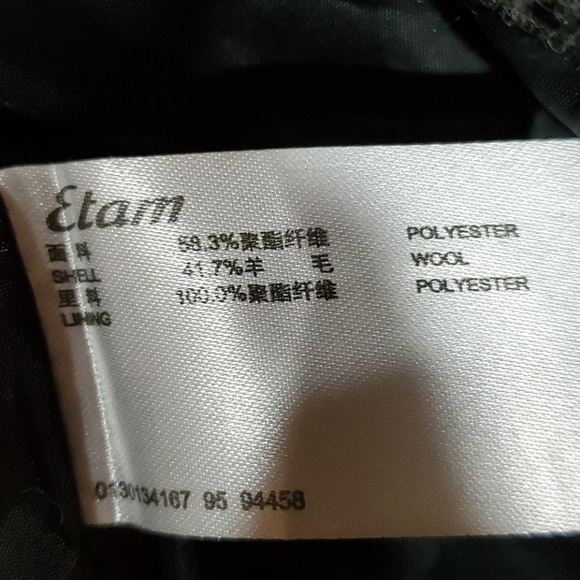 Etam
面料 58.3%聚酯纤维 POLYESTER
SHELL 41.7%羊 毛 WOOL
里料 100.0%聚酯纤维 POLYESTER
LINING
95 94458